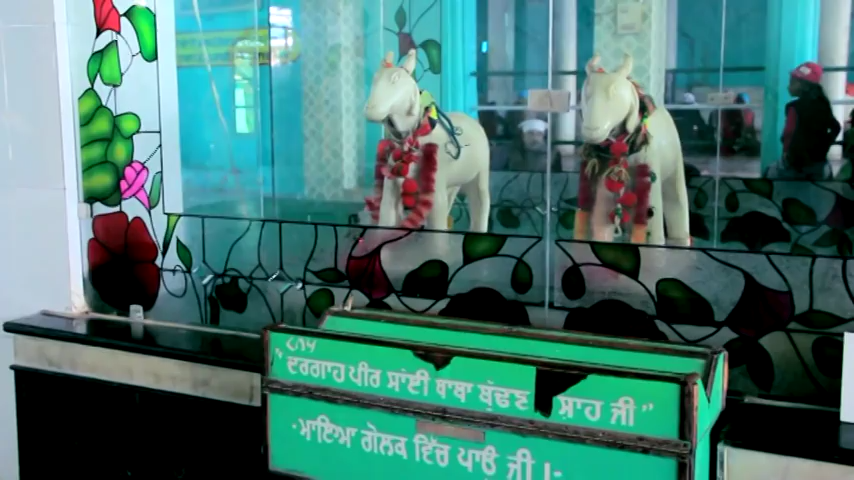 ਦਰਗਾਹ ਪੀਰ ਸਾਂਈ ਬਾਬਾ ਬੁੱਢਣ ਸ਼ਾਹ ਜੀ"
ਮਾਇਆ ਗੋਲਕ ਵਿੱਚ ਪਾਓ ਜੀ।